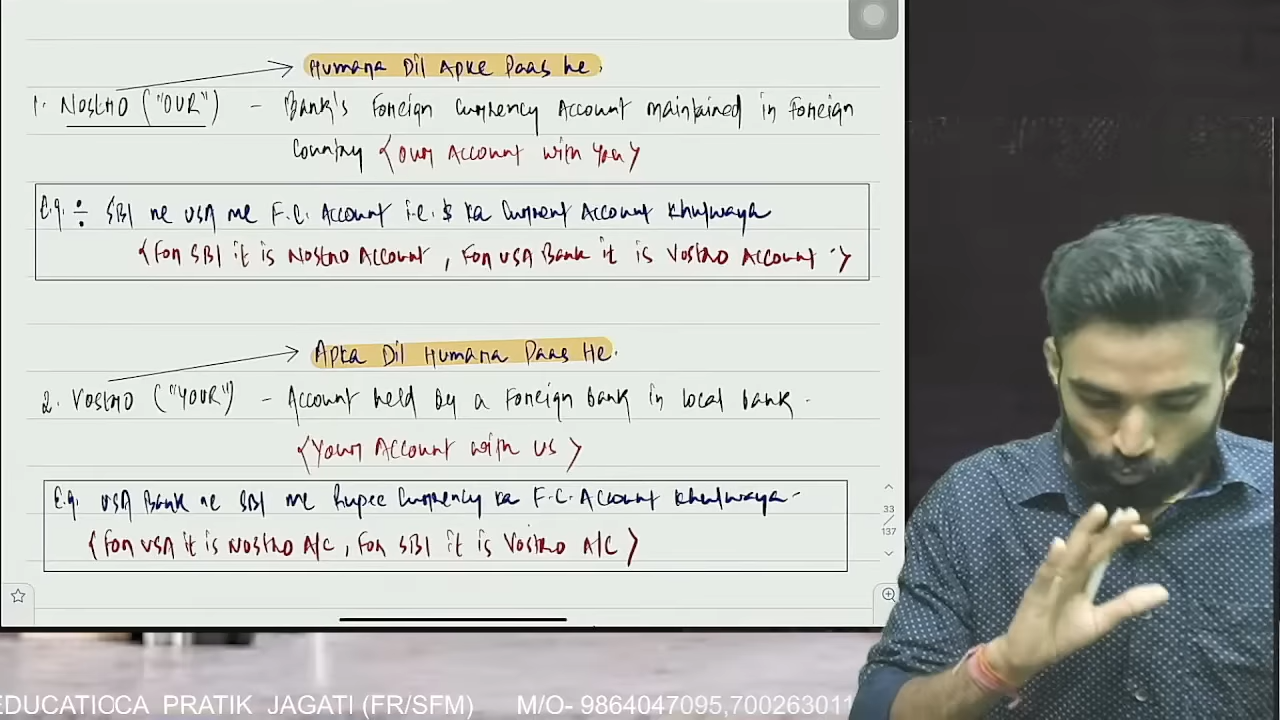 Humara Dil Apke Paas he.
1. Nostro ("OUR") - Bank's Foreign Currency Account maintained in Foreign
Country <Our Account with You>
E.g. ÷ SBI ne USA me F.C. Account i.e. $ ka Current Account Khulwaya
<For SBI it is Nostro Account, For USA Bank it is Vostro Account>
Apka Dil Humara Paas He.
2. Vostro ("YOUR") - Account held by a Foreign bank in local bank.
<Your Account with us>
E.g. USA Bank ne SBI me Rupee Currency ka F.C. Account Khulwaya-
<For USA it is Nostro A/C, For SBI it is Vostro A/C>
33
137
EDUCATIOCA PRATIK JAGATI (FR/SFM) M/O- 9864047095,700263011